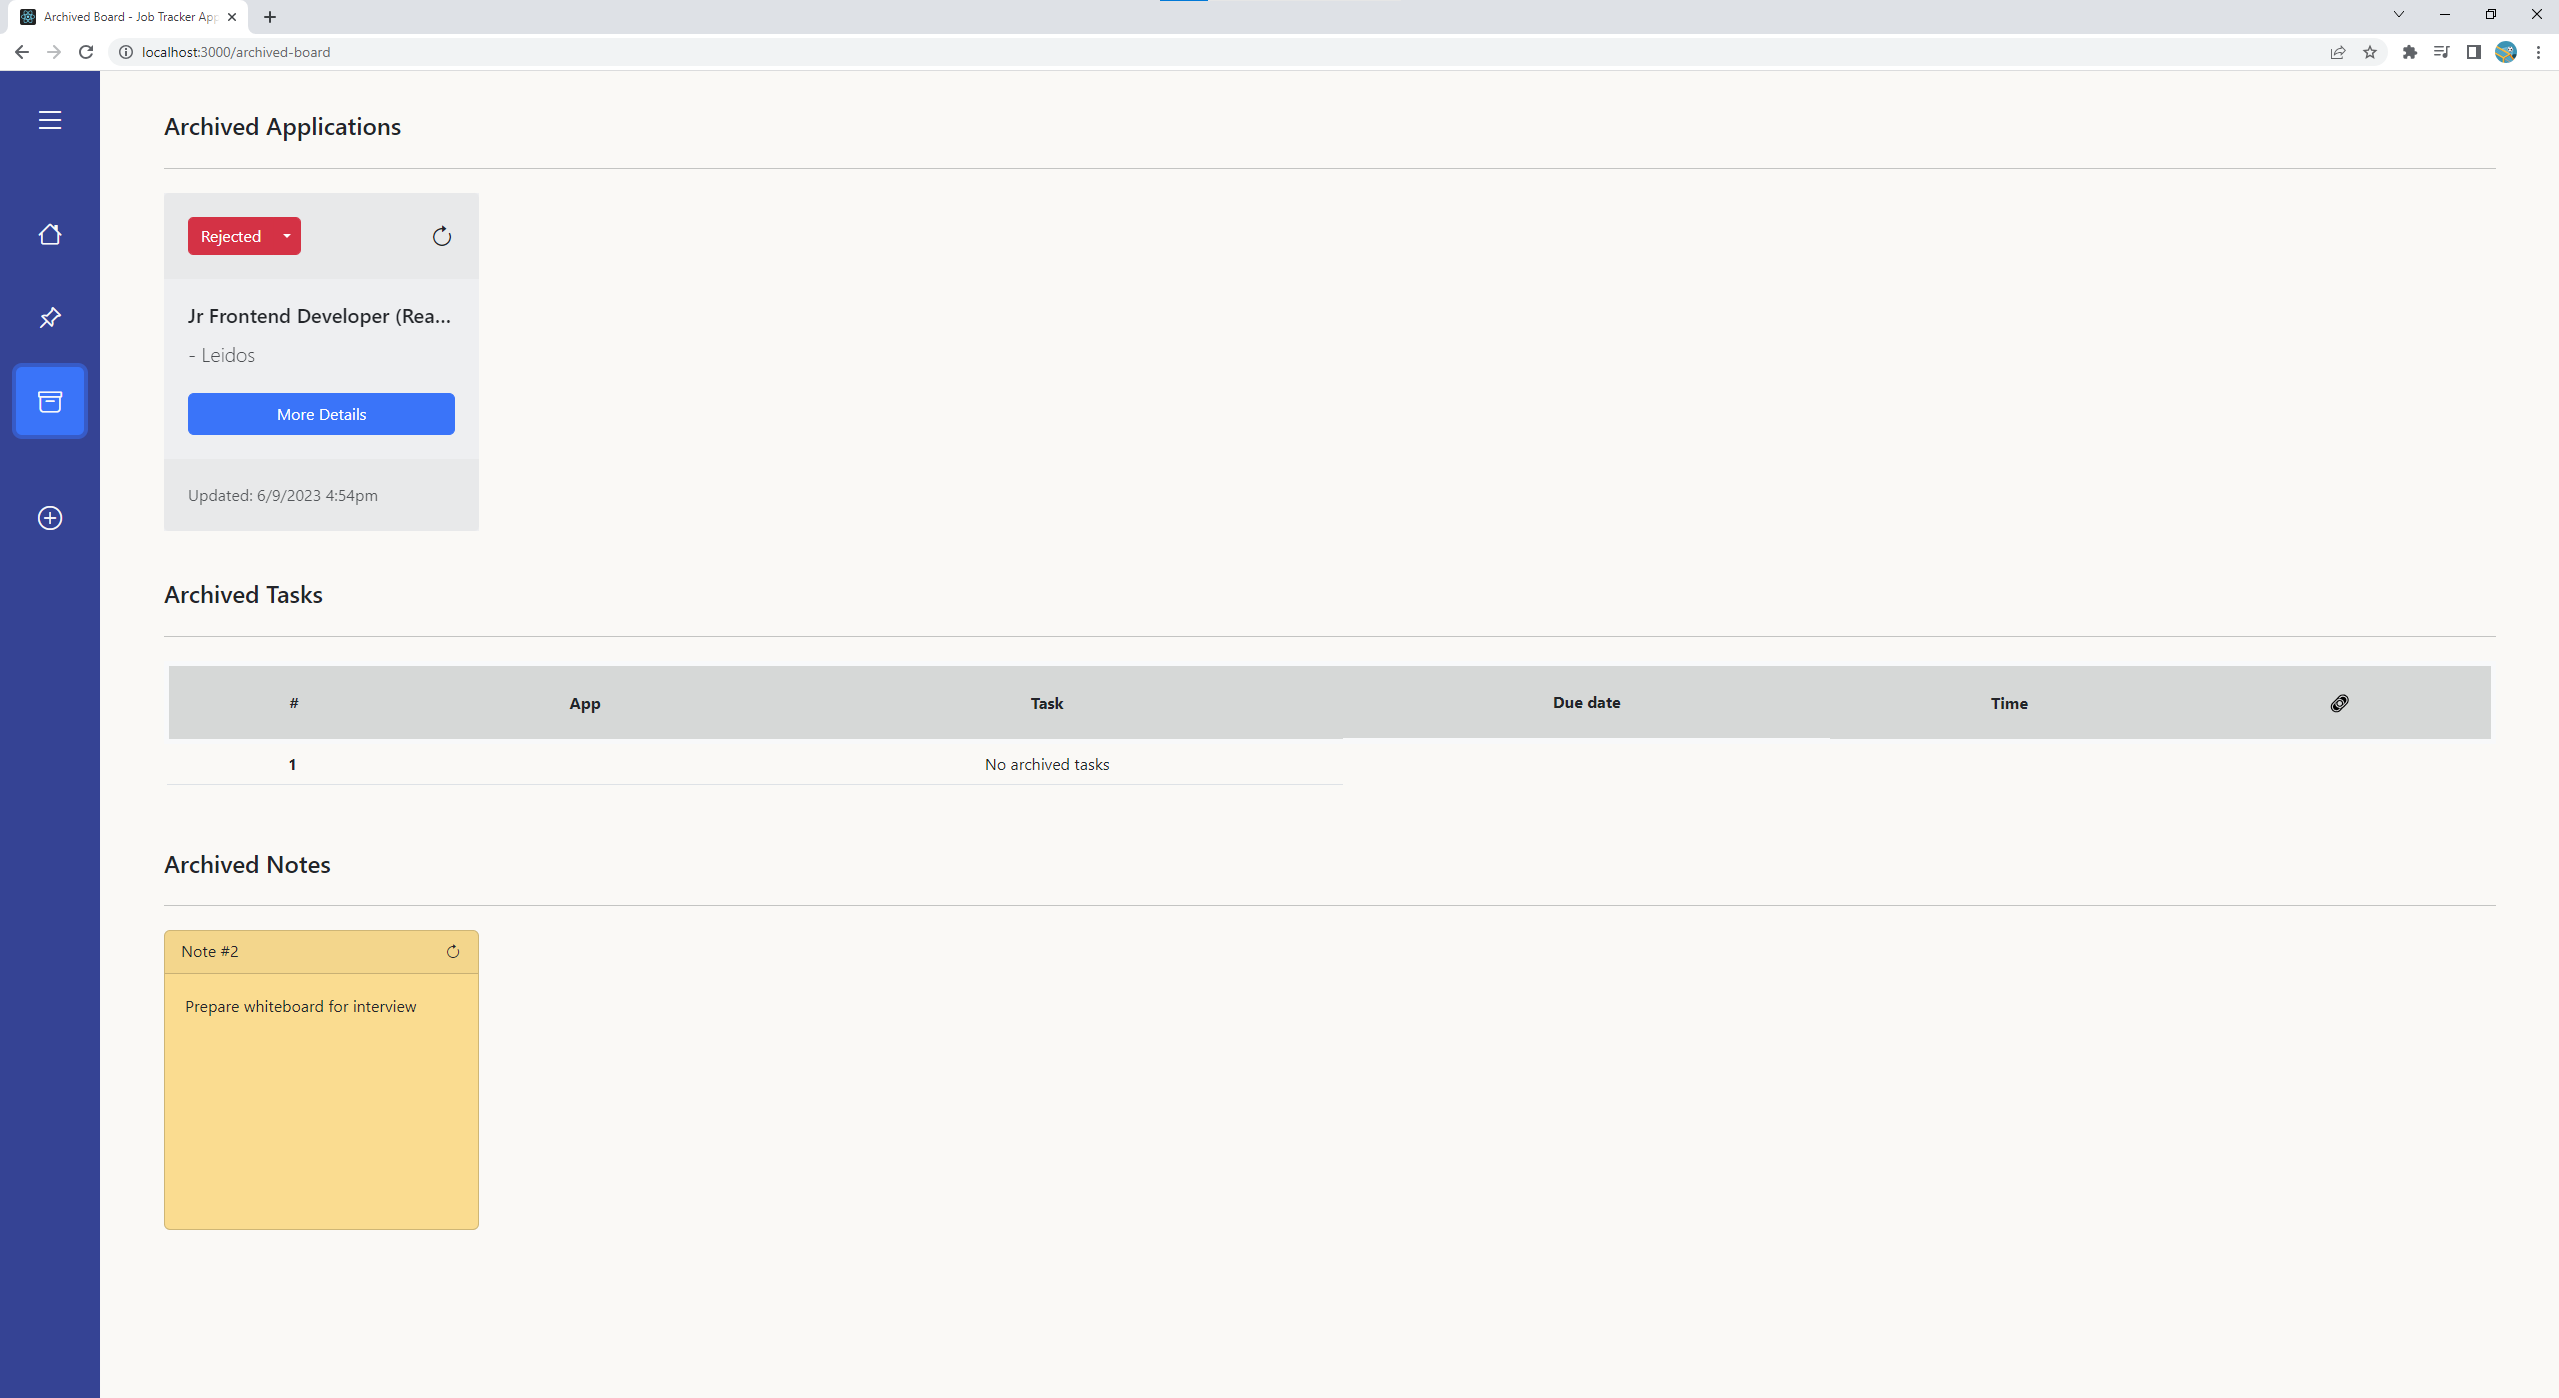 Archived Board - Job Tracker App
localhost:3000/archived-board
Archived Applications
Rejected
Jr Frontend Developer (Rea...
- Leidos
More Details
Updated: 6/9/2023 4:54pm
Archived Tasks
# App Task Due date Time
1 No archived tasks
Archived Notes
Note #2
Prepare whiteboard for interview